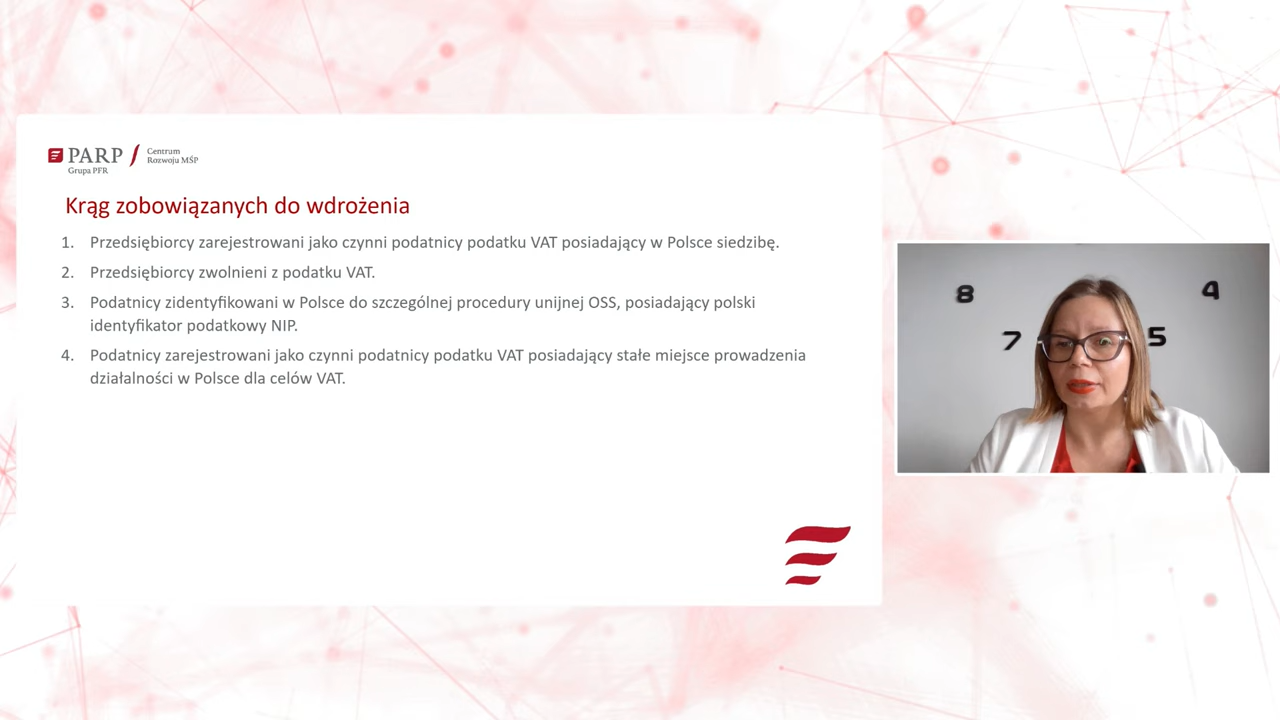 PARP
Grupa PFR
Centrum
Rozwoju MŚP
Krąg zobowiązanych do wdrożenia
1. Przedsiębiorcy zarejestrowani jako czynni podatnicy podatku VAT posiadający w Polsce siedzibę.
2. Przedsiębiorcy zwolnieni z podatku VAT.
3. Podatnicy zidentyfikowani w Polsce do szczególnej procedury unijnej OSS, posiadający polski
identyfikator podatkowy NIP.
4. Podatnicy zarejestrowani jako czynni podatnicy podatku VAT posiadający stałe miejsce prowadzenia
działalności w Polsce dla celów VAT.
8
4
7
5